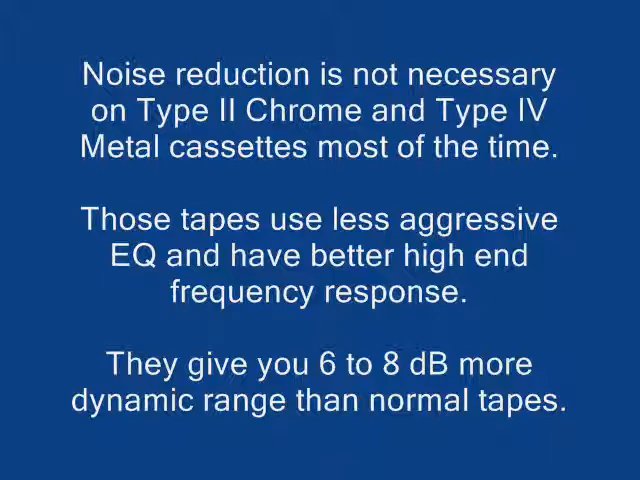 Noise reduction is not necessary
on Type II Chrome and Type IV
Metal cassettes most of the time.
Those tapes use less aggressive
EQ and have better high end
frequency response.
They give you 6 to 8 dB more
dynamic range than normal tapes.